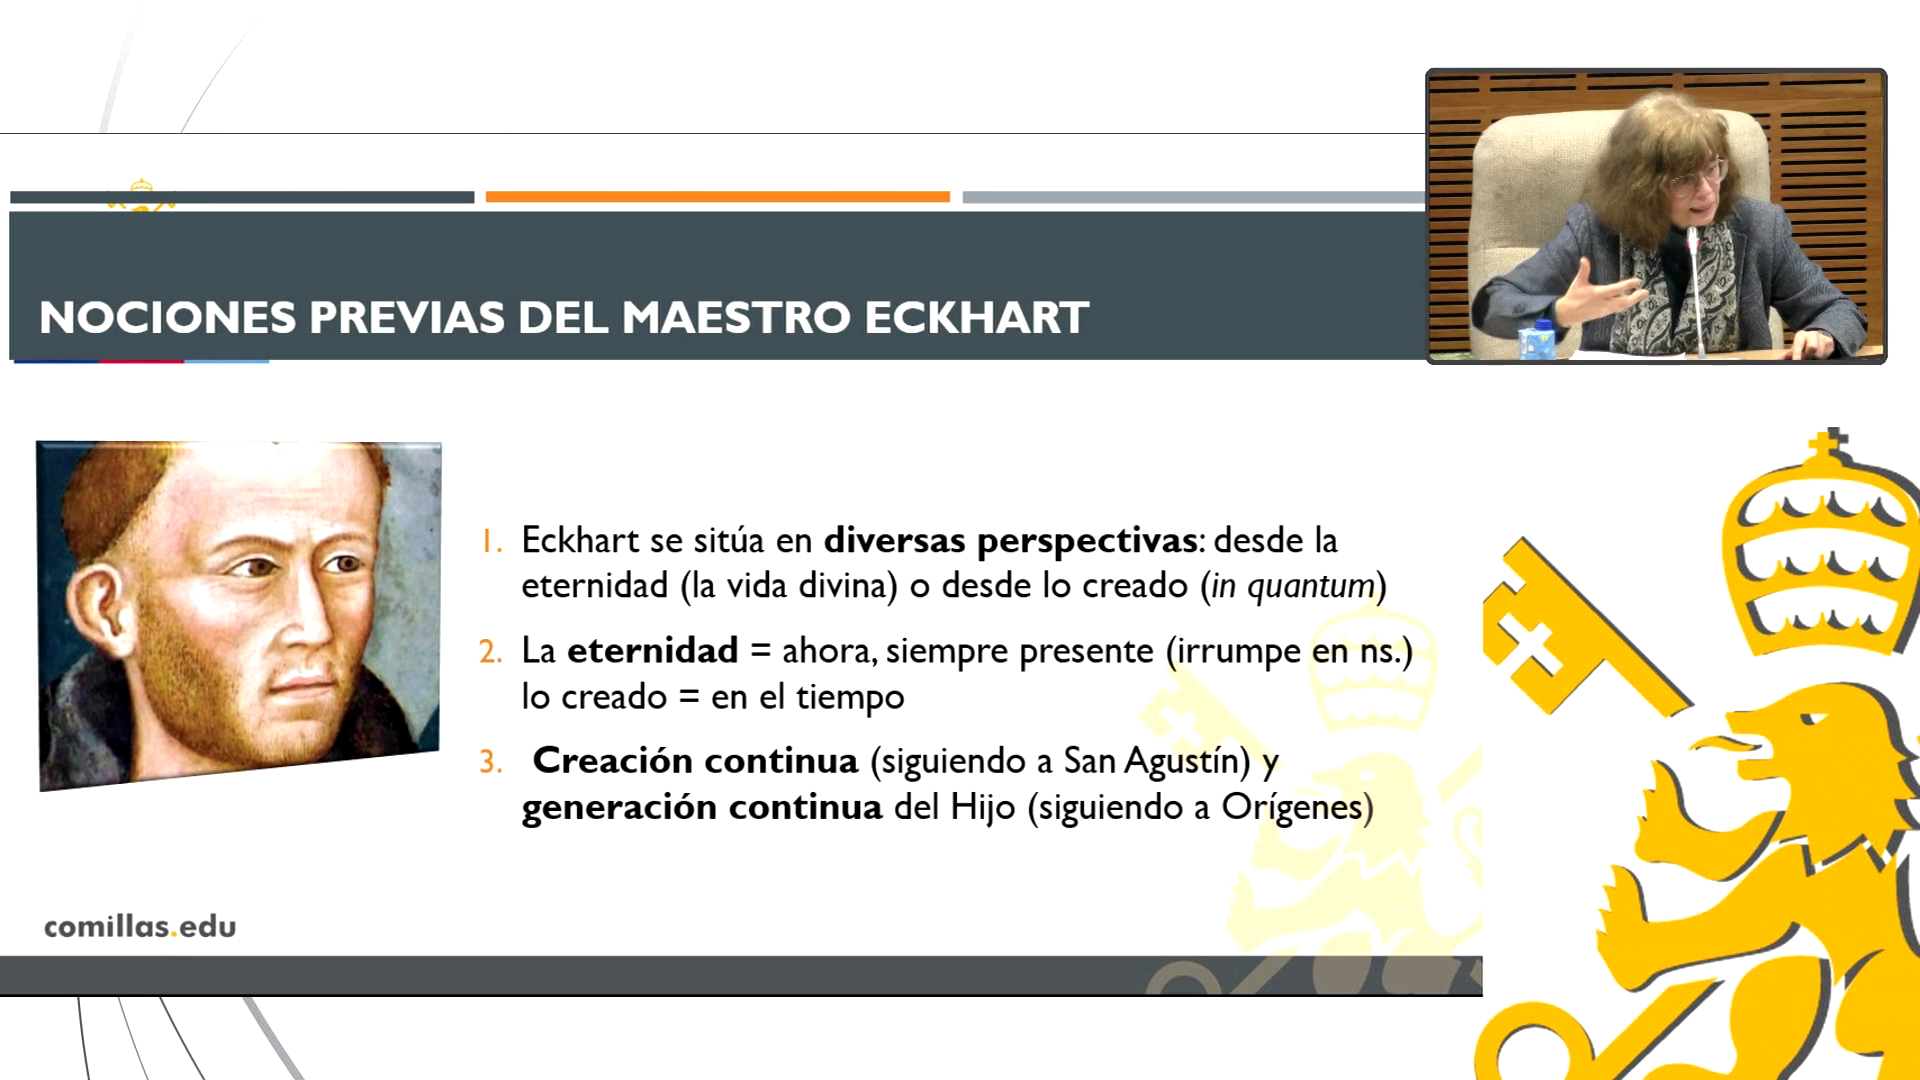 NOCIONES PREVIAS DEL MAESTRO ECKHART
1. Eckhart se sitúa en diversas perspectivas: desde la
eternidad (la vida divina) o desde lo creado (in quantum)
2. La eternidad = ahora, siempre presente (irrumpe en ns.)
lo creado = en el tiempo
3. Creación continua (siguiendo a San Agustín) y
generación continua del Hijo (siguiendo a Orígenes)
comillas.edu